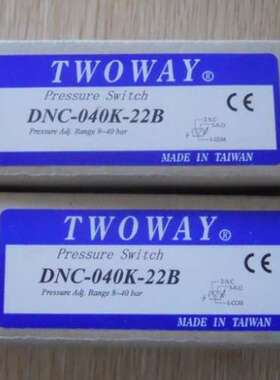 TWOWAY®
Pressure Switch
DNC-040K-22B
Pressure Adj. Range 8~40 bar
CE
MADE IN TAIWAN
TWOWAY®
Pressure Switch
DNC-040K-22B
Pressure Adj. Range 8~40 bar
CE
MADE IN TAIWAN